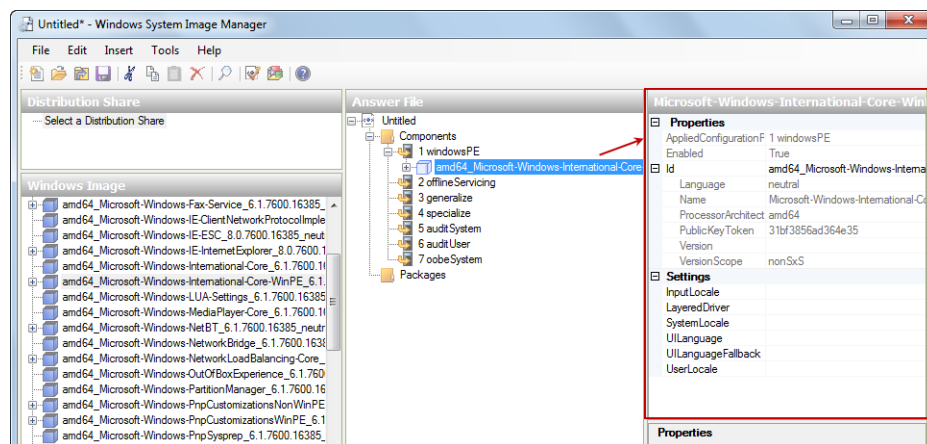 Untitled* - Windows System Image Manager
File Edit Insert Tools Help
Distribution Share
Select a Distribution Share
Windows Image
amd64_Microsoft-Windows-Fax-Service_6.1.7600.16385_
amd64_Microsoft-Windows-IE-ClientNetworkProtocolImple
amd64_Microsoft-Windows-IE-ESC_8.0.7600.16385_neut
amd64_Microsoft-Windows-IE-InternetExplorer_8.0.7600.1
amd64_Microsoft-Windows-International-Core_6.1.7600.1
amd64_Microsoft-Windows-International-Core-WinPE_6.1.
amd64_Microsoft-Windows-LUA-Settings_6.1.7600.16385
amd64_Microsoft-Windows-MediaPlayer-Core_6.1.7600.1
amd64_Microsoft-Windows-NetBT_6.1.7600.16385_neutr
amd64_Microsoft-Windows-NetworkBridge_6.1.7600.1638
amd64_Microsoft-Windows-NetworkLoadBalancing-Core_
amd64_Microsoft-Windows-OutOfBoxExperience_6.1.760
amd64_Microsoft-Windows-PartitionManager_6.1.7600.16
amd64_Microsoft-Windows-PnpCustomizationsNonWinPE
amd64_Microsoft-Windows-PnpCustomizationsWinPE_6.1
amd64_Microsoft-Windows-PnpSysprep_6.1.7600.16385_
Answer File
Untitled
Components
1 windowsPE
amd64_Microsoft-Windows-International-Core
2 offlineServicing
3 generalize
4 specialize
5 auditSystem
6 auditUser
7 oobeSystem
Packages
Microsoft-Windows-International-Core-Win
Properties
AppliedConfigurationP 1 windowsPE
Enabled True
Id amd64_Microsoft-Windows-Interna
Language neutral
Name Microsoft-Windows-International-Co
ProcessorArchitect amd64
PublicKeyToken 31bf3856ad364e35
Version
VersionScope nonSxS
Settings
InputLocale
LayeredDriver
SystemLocale
UILanguage
UILanguageFallback
UserLocale
Properties